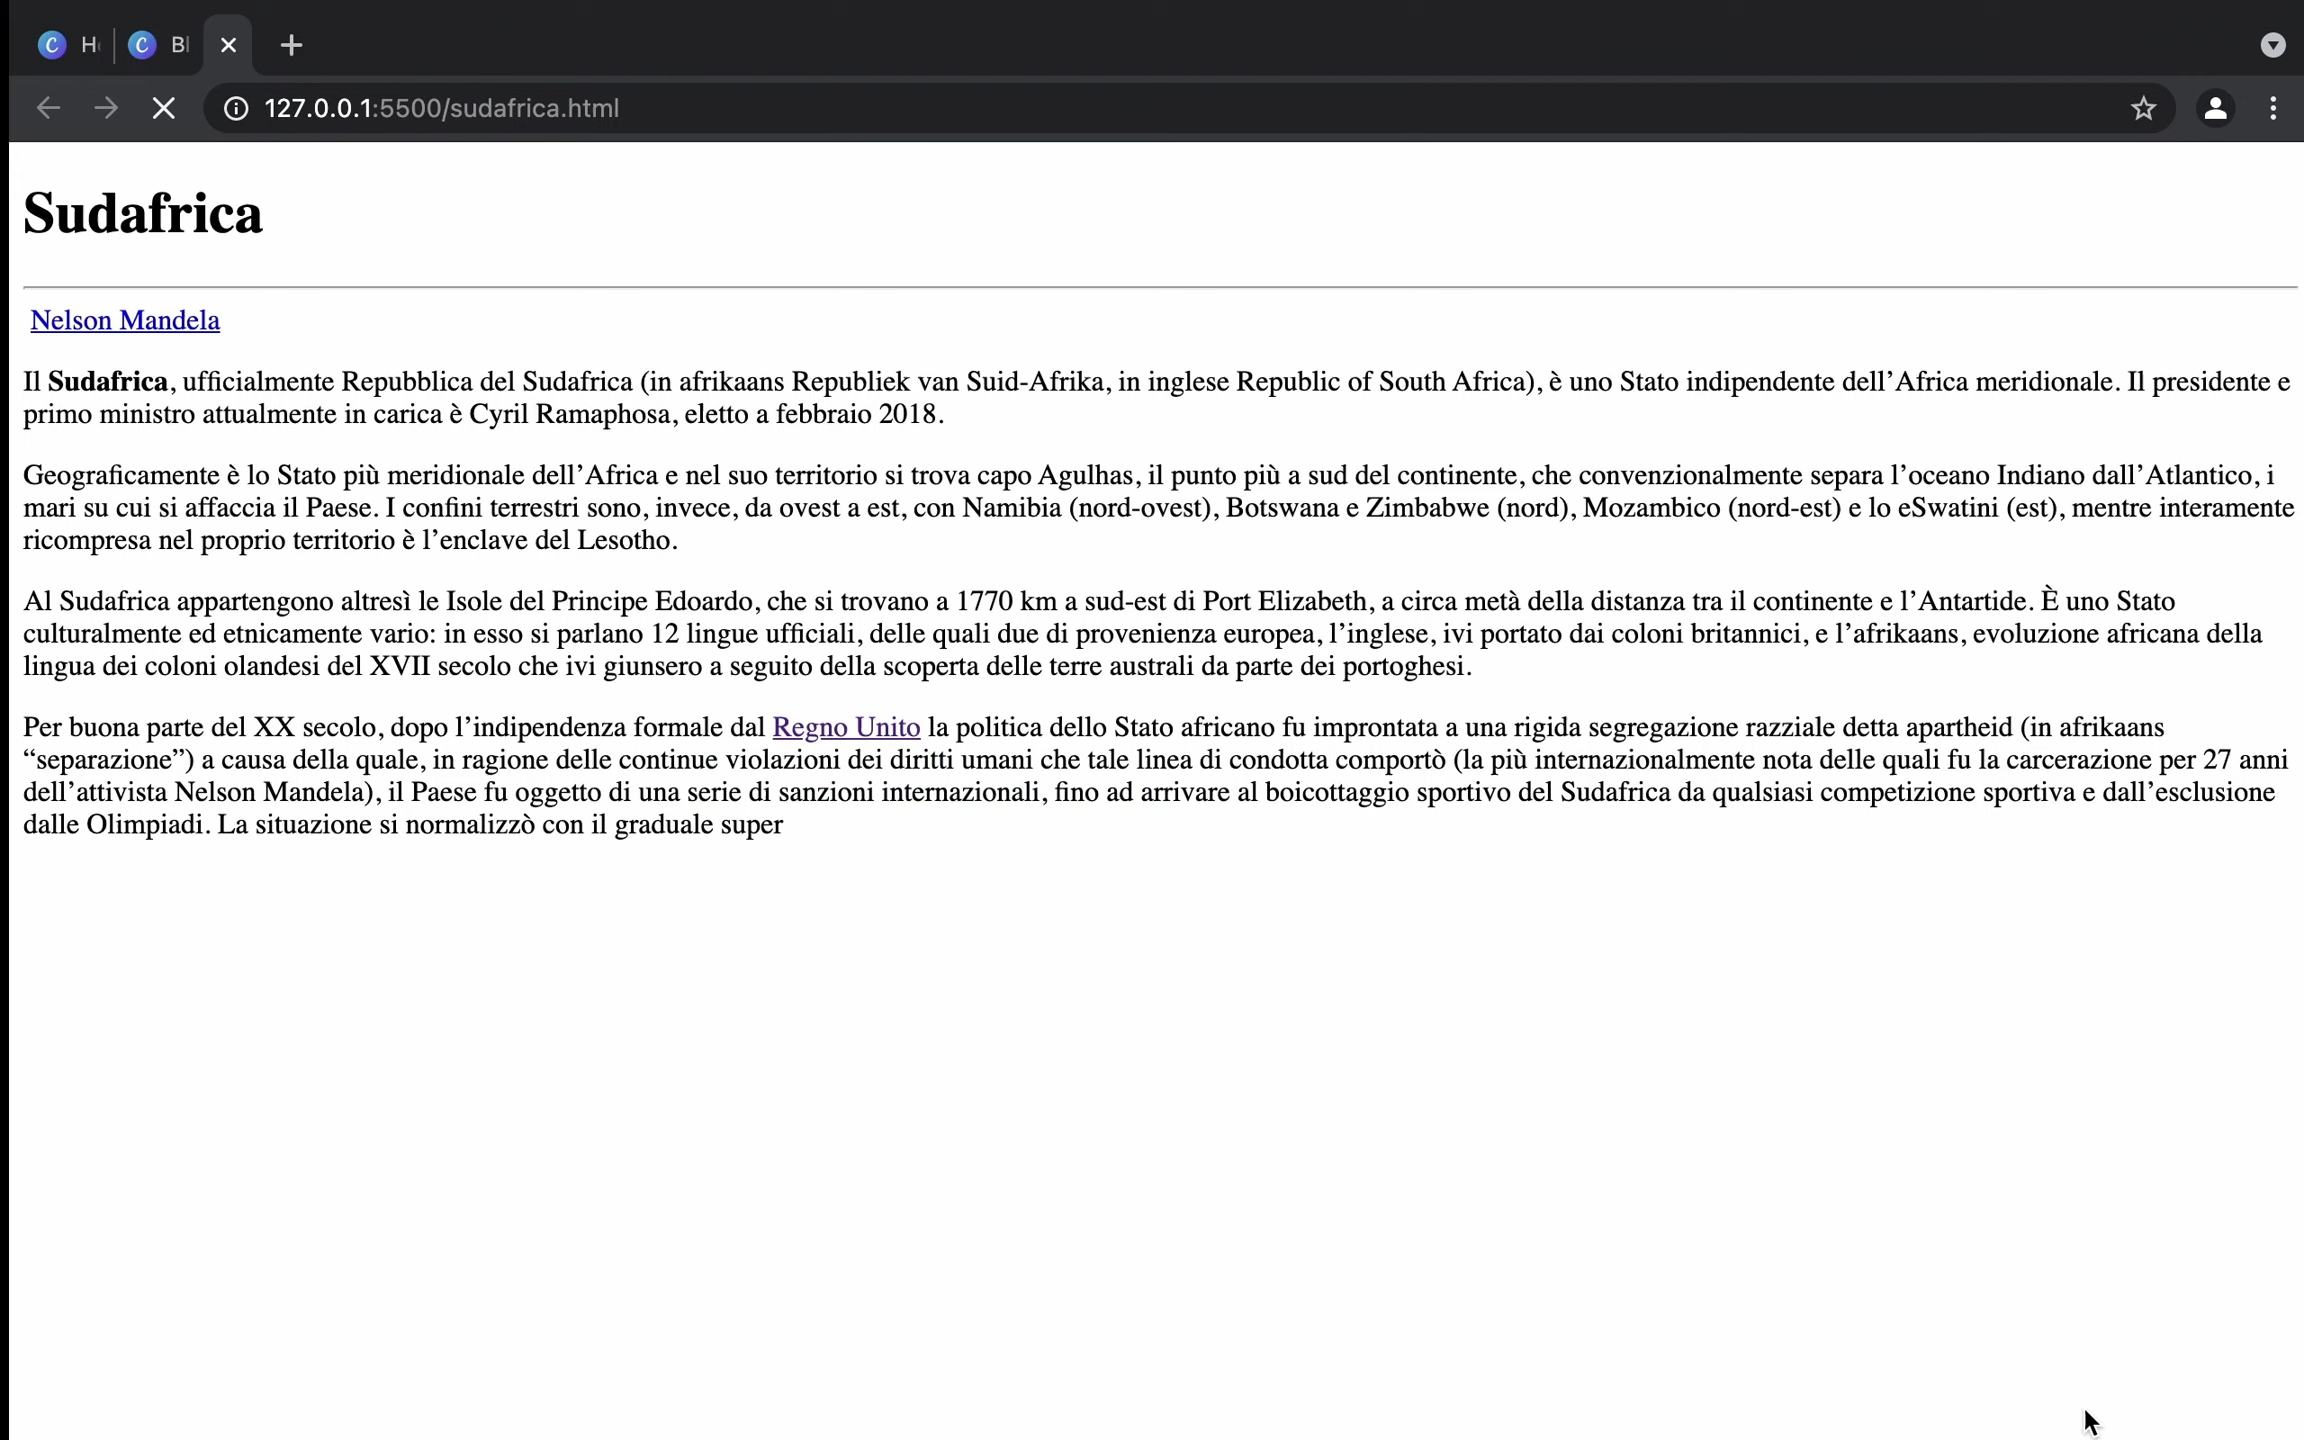 H
Bl
127.0.0.1:5500/sudafrica.html
Sudafrica
Nelson Mandela
Il Sudafrica, ufficialmente Repubblica del Sudafrica (in afrikaans Republiek van Suid-Afrika, in inglese Republic of South Africa), è uno Stato indipendente dell’Africa meridionale. Il presidente e
primo ministro attualmente in carica è Cyril Ramaphosa, eletto a febbraio 2018.
Geograficamente è lo Stato più meridionale dell’Africa e nel suo territorio si trova capo Agulhas, il punto più a sud del continente, che convenzionalmente separa l’oceano Indiano dall’Atlantico, i
mari su cui si affaccia il Paese. I confini terrestri sono, invece, da ovest a est, con Namibia (nord-ovest), Botswana e Zimbabwe (nord), Mozambico (nord-est) e lo eSwatini (est), mentre interamente
ricompresa nel proprio territorio è l’enclave del Lesotho.
Al Sudafrica appartengono altresì le Isole del Principe Edoardo, che si trovano a 1770 km a sud-est di Port Elizabeth, a circa metà della distanza tra il continente e l’Antartide. È uno Stato
culturalmente ed etnicamente vario: in esso si parlano 12 lingue ufficiali, delle quali due di provenienza europea, l’inglese, ivi portato dai coloni britannici, e l’afrikaans, evoluzione africana della
lingua dei coloni olandesi del XVII secolo che ivi giunsero a seguito della scoperta delle terre australi da parte dei portoghesi.
Per buona parte del XX secolo, dopo l’indipendenza formale dal Regno Unito la politica dello Stato africano fu improntata a una rigida segregazione razziale detta apartheid (in afrikaans
“separazione”) a causa della quale, in ragione delle continue violazioni dei diritti umani che tale linea di condotta comportò (la più internazionalmente nota delle quali fu la carcerazione per 27 anni
dell’attivista Nelson Mandela), il Paese fu oggetto di una serie di sanzioni internazionali, fino ad arrivare al boicottaggio sportivo del Sudafrica da qualsiasi competizione sportiva e dall’esclusione
dalle Olimpiadi. La situazione si normalizzò con il graduale super